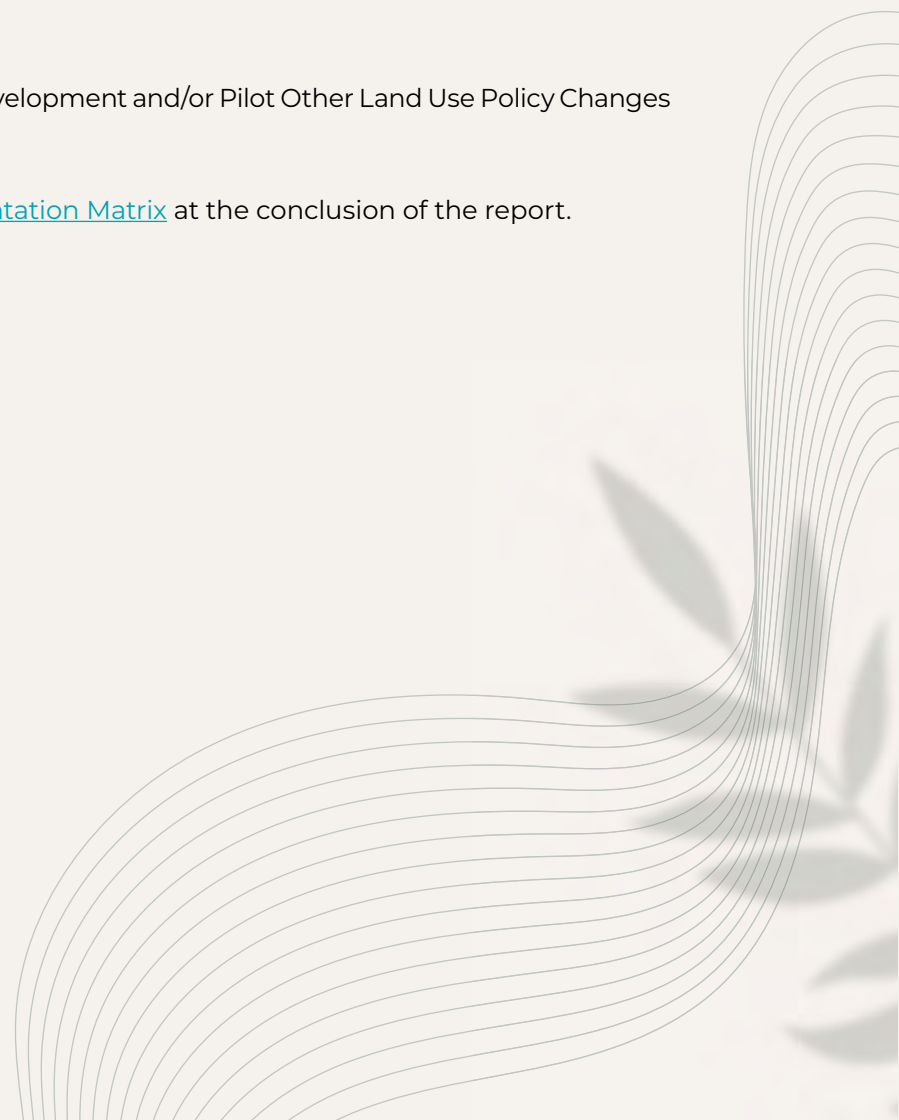 velopment and/or Pilot Other Land Use Policy Changes
tation Matrix at the conclusion of the report.